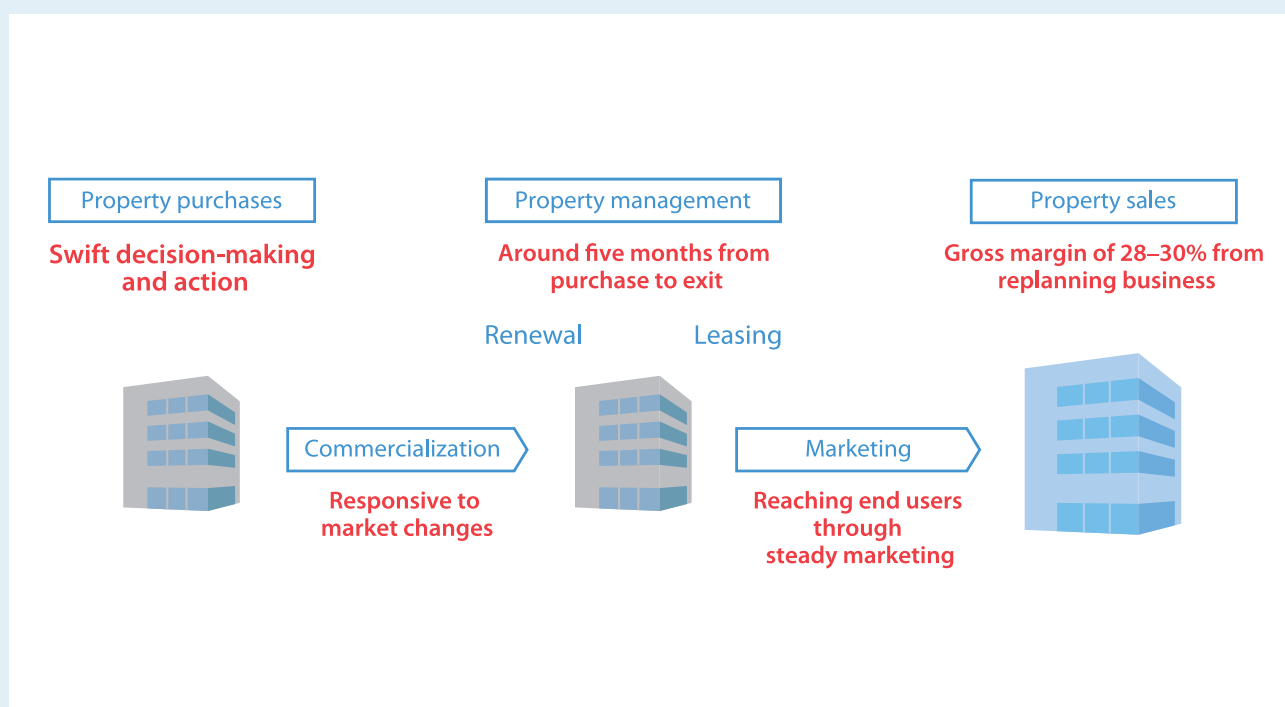 Property purchases
Swift decision-making
and action
Property management
Around five months from
purchase to exit
Renewal
Leasing
Property sales
Gross margin of 28–30% from
replanning business
Commercialization
Responsive to
market changes
Marketing
Reaching end users
through
steady marketing